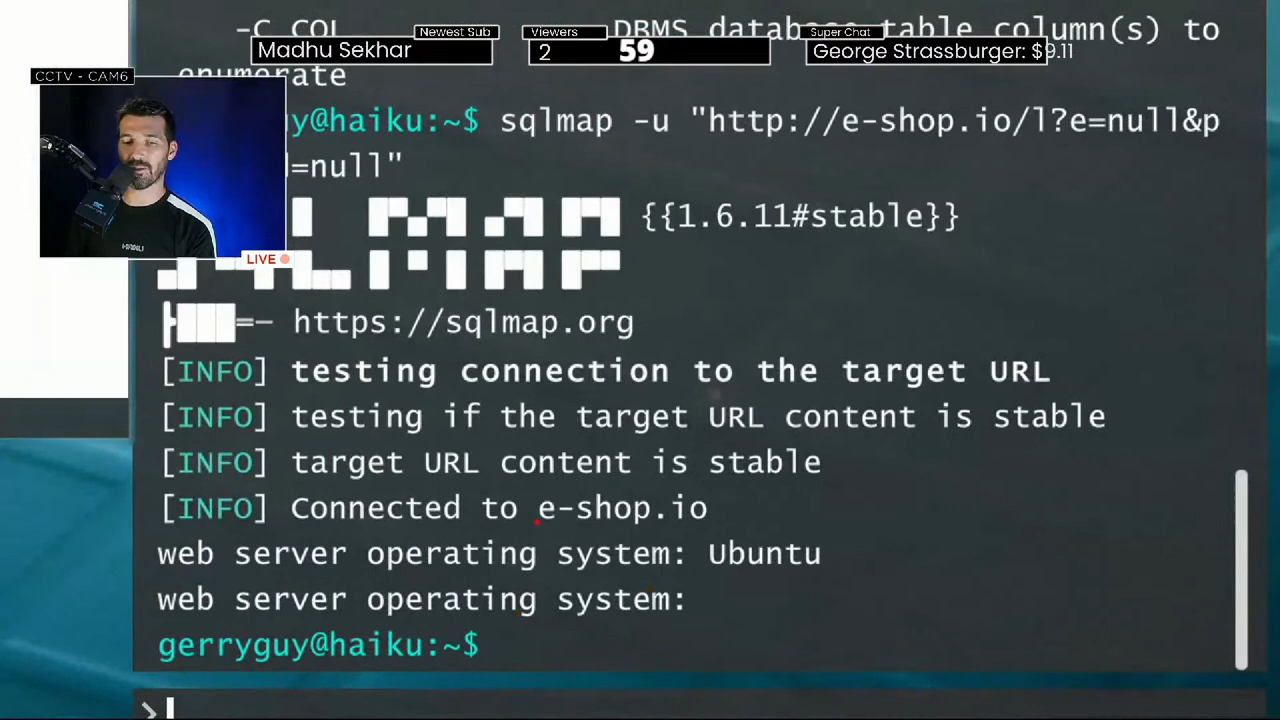 -C COL DBMS database table column(s) to
Newest Sub
Madhu Sekhar
Viewers
2 59
Super Chat
George Strassburger: $9.11
enumerate
CCTV - CAM6
y@haiku:~$ sqlmap -u "http://e-shop.io/l?e=null&p
=null"
{{1.6.11#stable}}
LIVE
https://sqlmap.org
[INFO] testing connection to the target URL
[INFO] testing if the target URL content is stable
[INFO] target URL content is stable
[INFO] Connected to e-shop.io
web server operating system: Ubuntu
web server operating system:
gerryguy@haiku:~$
>